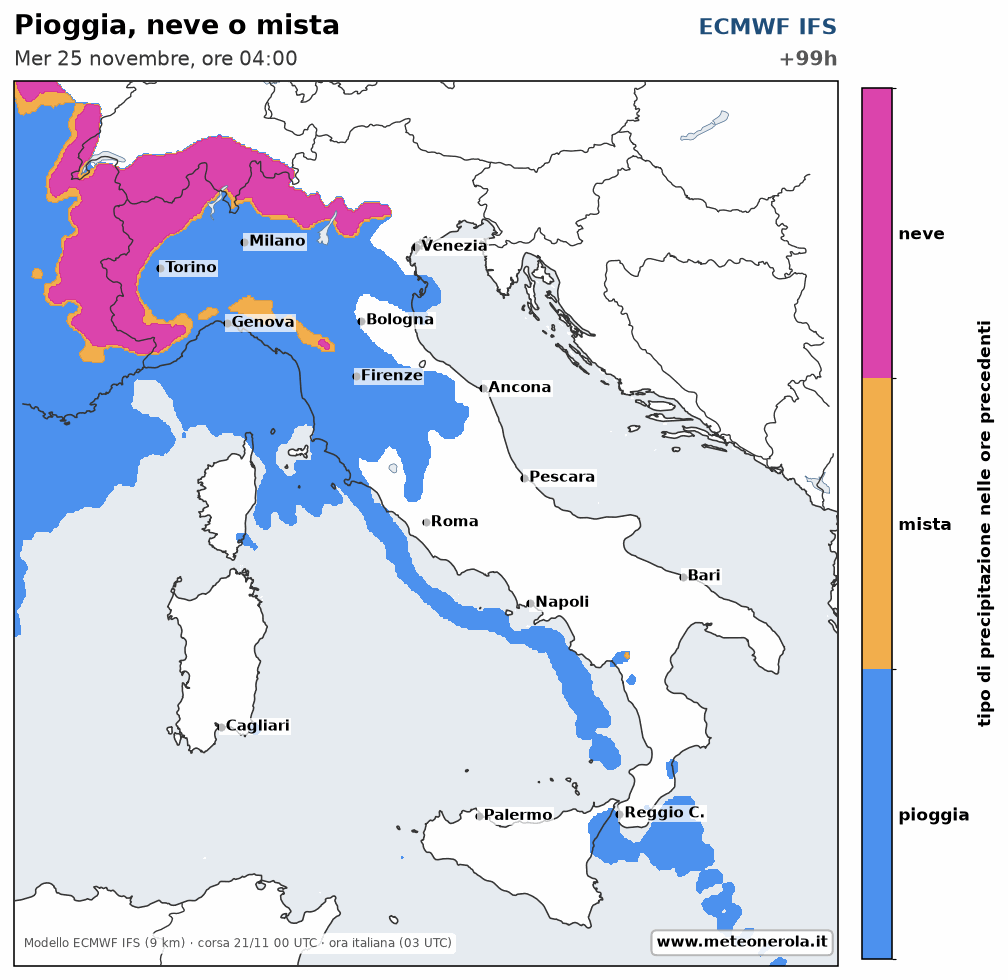 Pioggia, neve o mista
ECMWF IFS
Mer 25 novembre, ore 04:00
+99h
neve
mista
pioggia
tipo di precipitazione nelle ore precedenti
Milano
Venezia
Torino
Genova
Bologna
Firenze
Ancona
Pescara
Roma
Bari
Napoli
Cagliari
Palermo
Reggio C.
Modello ECMWF IFS (9 km) · corsa 21/11 00 UTC · ora italiana (03 UTC)
www.meteonerola.it